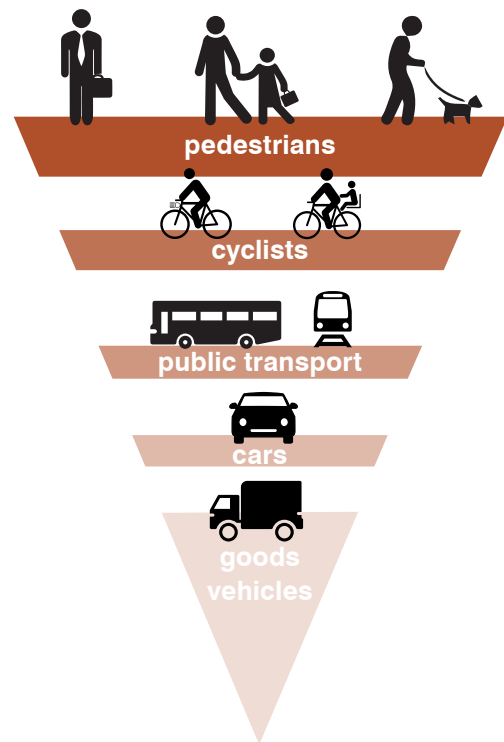 pedestrians
cyclists
public transport
cars
goods
vehicles